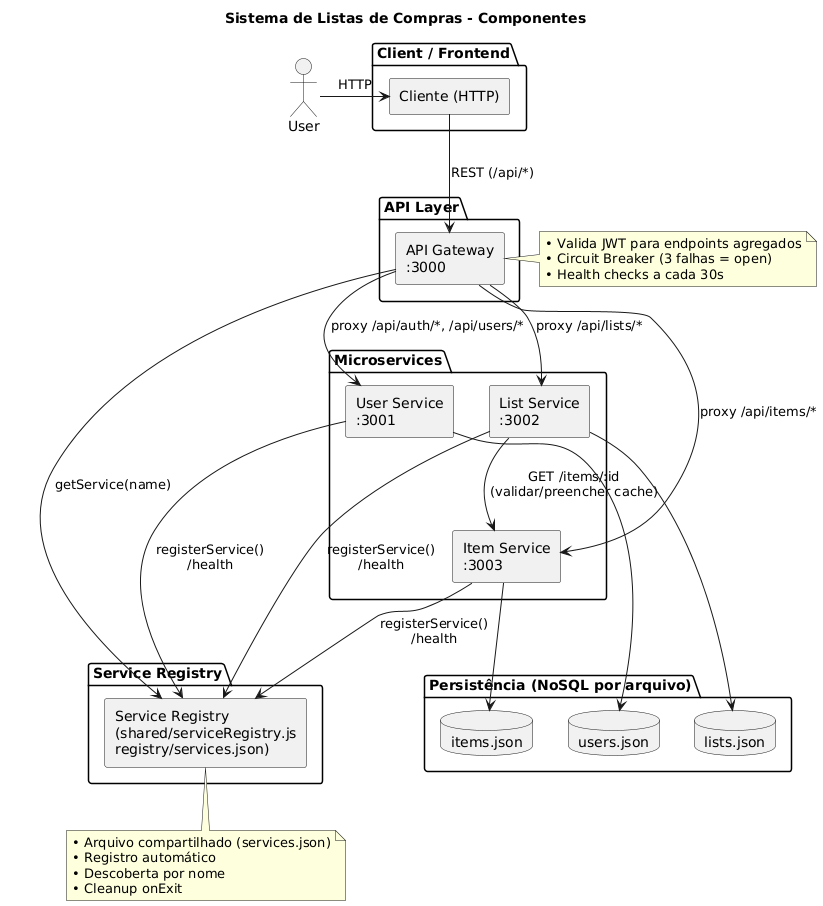 Sistema de Listas de Compras - Componentes
Client / Frontend
HTTP
Cliente (HTTP)
User
REST (/api/*)
API Layer
API Gateway
:3000
• Valida JWT para endpoints agregados
• Circuit Breaker (3 falhas = open)
• Health checks a cada 30s
proxy /api/auth/*, /api/users/*
proxy /api/lists/*
Microservices
User Service
:3001
List Service
:3002
proxy /api/items/*
getService(name)
GET /items/:id
(validar/preencher cache)
registerService()
/health
registerService()
/health
Item Service
:3003
registerService()
/health
Service Registry
Service Registry
(shared/serviceRegistry.js
registry/services.json)
Persistência (NoSQL por arquivo)
items.json
users.json
lists.json
• Arquivo compartilhado (services.json)
• Registro automático
• Descoberta por nome
• Cleanup onExit